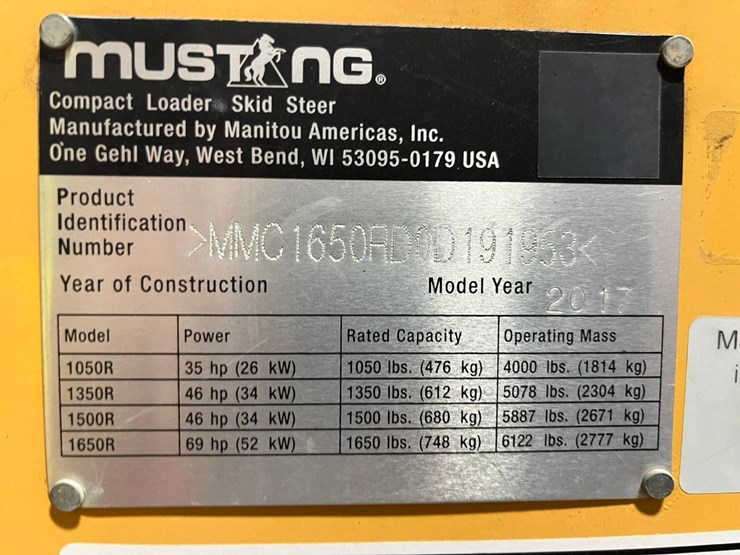 MUSTANG®
Compact Loader Skid Steer
Manufactured by Manitou Americas, Inc.
One Gehl Way, West Bend, WI 53095-0179 USA
Product
Identification
Number >MMC1650RD0D191953<
Year of Construction Model Year 2017
Model Power Rated Capacity Operating Mass
1050R 35 hp (26 kW) 1050 lbs. (476 kg) 4000 lbs. (1814 kg)
1350R 46 hp (34 kW) 1350 lbs. (612 kg) 5078 lbs. (2304 kg)
1500R 46 hp (34 kW) 1500 lbs. (680 kg) 5887 lbs. (2671 kg)
1650R 69 hp (52 kW) 1650 lbs. (748 kg) 6122 lbs. (2777 kg)